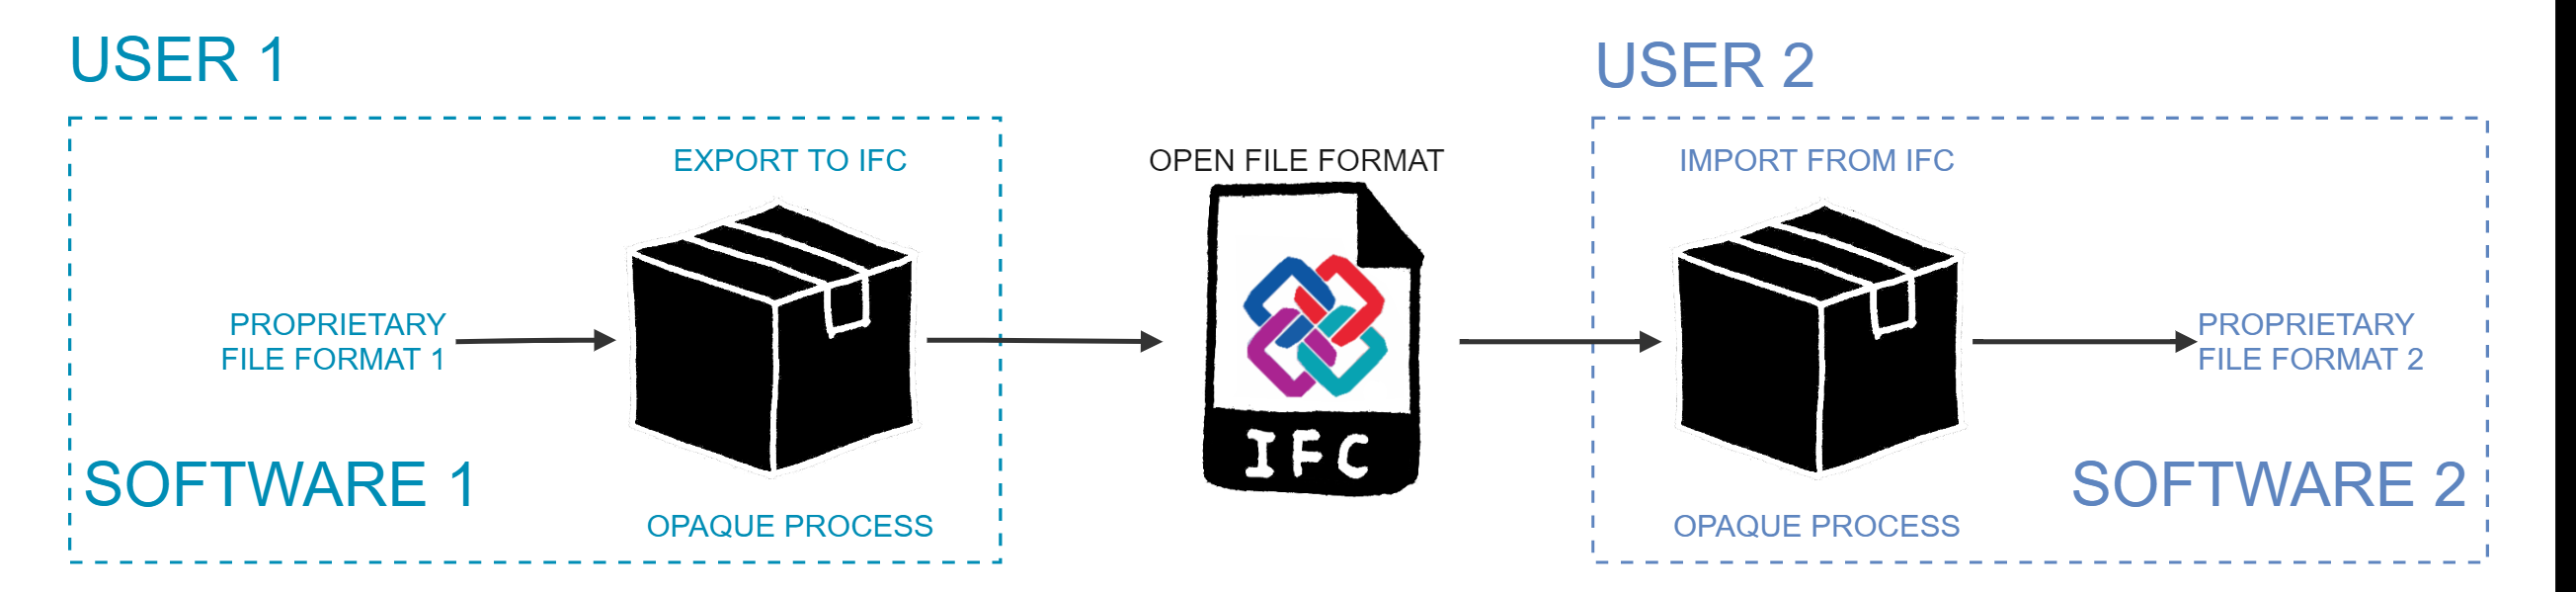 USER 1
EXPORT TO IFC
PROPRIETARY
FILE FORMAT 1
SOFTWARE 1
OPAQUE PROCESS
OPEN FILE FORMAT
IFC
USER 2
IMPORT FROM IFC
PROPRIETARY
FILE FORMAT 2
SOFTWARE 2
OPAQUE PROCESS